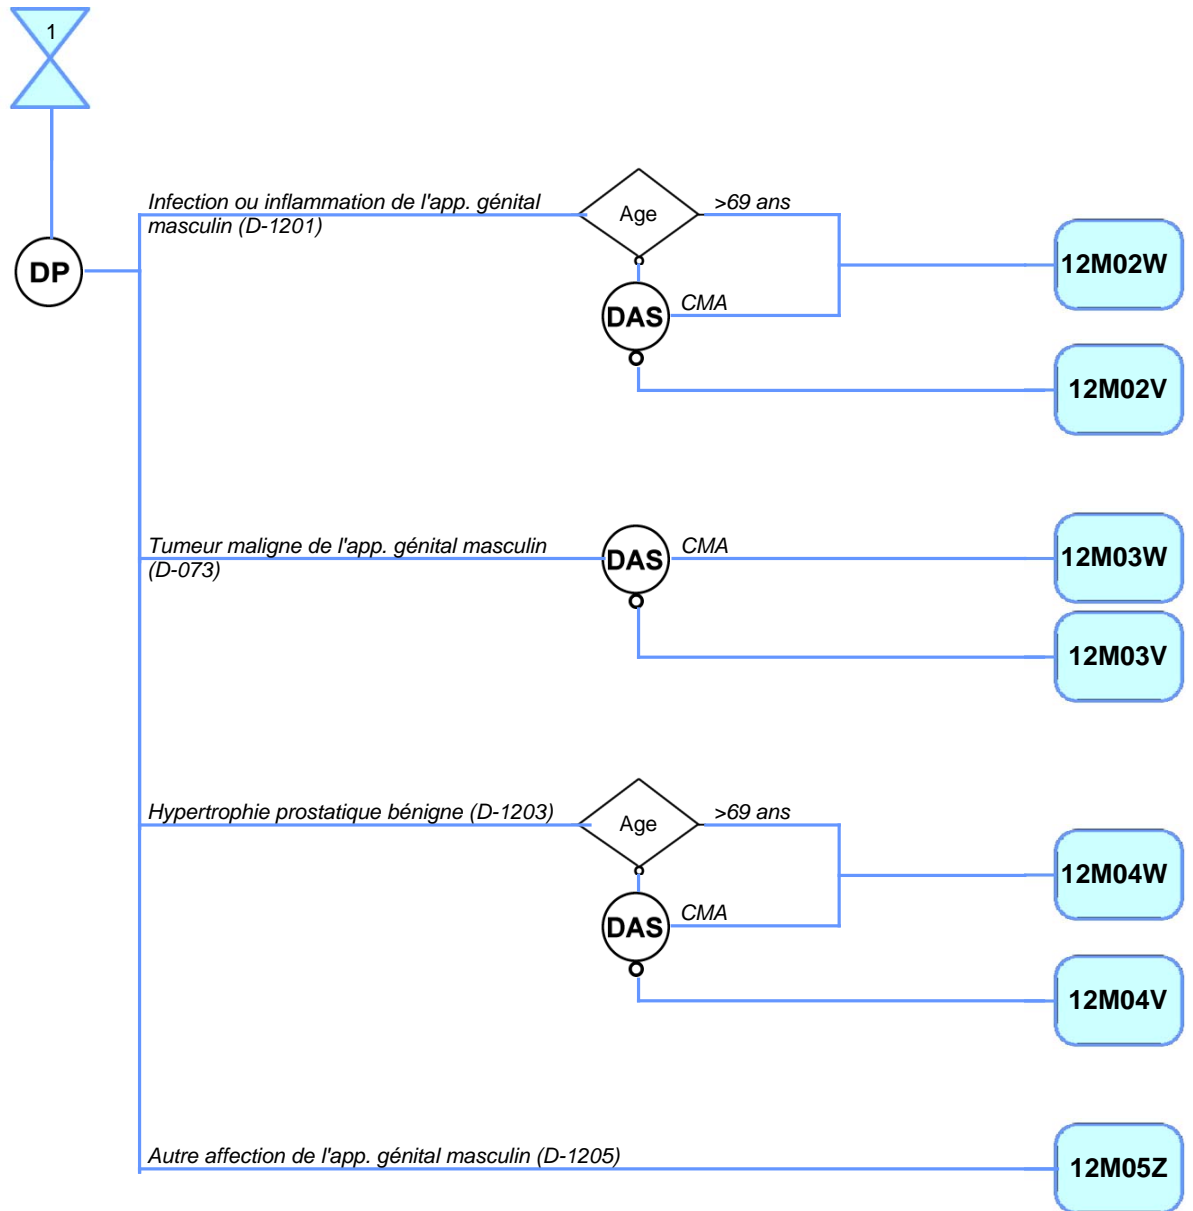 1
DP
Infection ou inflammation de l'app. génital
masculin (D-1201)
Age
>69 ans
DAS
CMA
12M02W
12M02V
Tumeur maligne de l'app. génital masculin
(D-073)
DAS
CMA
12M03W
12M03V
Hypertrophie prostatique bénigne (D-1203)
Age
>69 ans
DAS
CMA
12M04W
12M04V
Autre affection de l'app. génital masculin (D-1205)
12M05Z